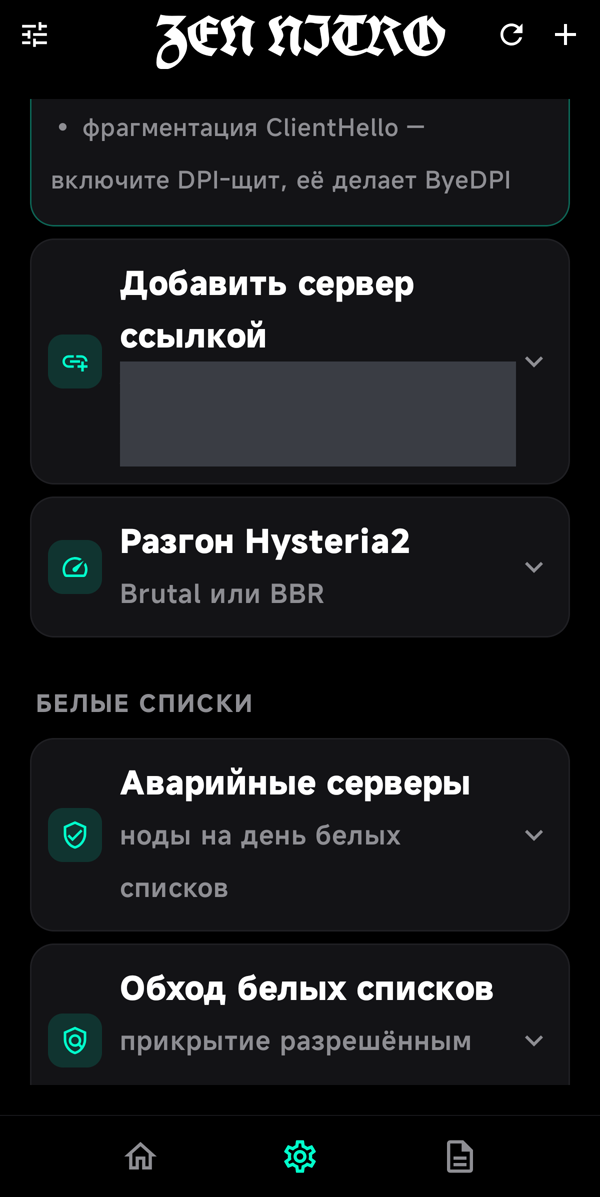 ZEN NITRO
• фрагментация ClientHello —
включите DPI-щит, её делает ByeDPI
Добавить сервер
ссылкой
Разгон Hysteria2
Brutal или BBR
БЕЛЫЕ СПИСКИ
Аварийные серверы
ноды на день белых
списков
Обход белых списков
прикрытие разрешённым